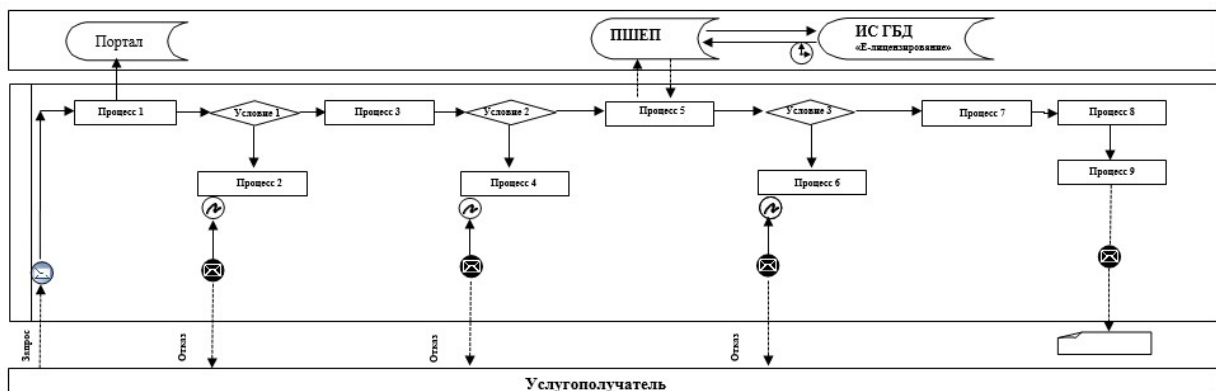 Портал
ПШЕП
ИС ГБД
«Е-лицензирование»
Процесс 1
Условие 1
Процесс 3
Условие 2
Процесс 5
Условие 3
Процесс 7
Процесс 8
Процесс 2
Процесс 4
Процесс 6
Процесс 9
Запрос
Отказ
Отказ
Отказ
Услугополучатель